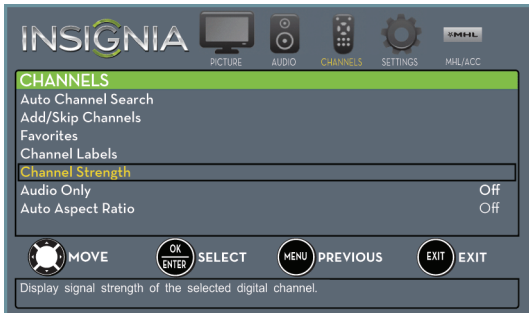 INSIGNIA
PICTURE AUDIO CHANNELS SETTINGS MHL/ACC
MHL
CHANNELS
Auto Channel Search
Add/Skip Channels
Favorites
Channel Labels
Channel Strength
Audio Only Off
Auto Aspect Ratio Off
MOVE OK ENTER SELECT MENU PREVIOUS EXIT EXIT
Display signal strength of the selected digital channel.